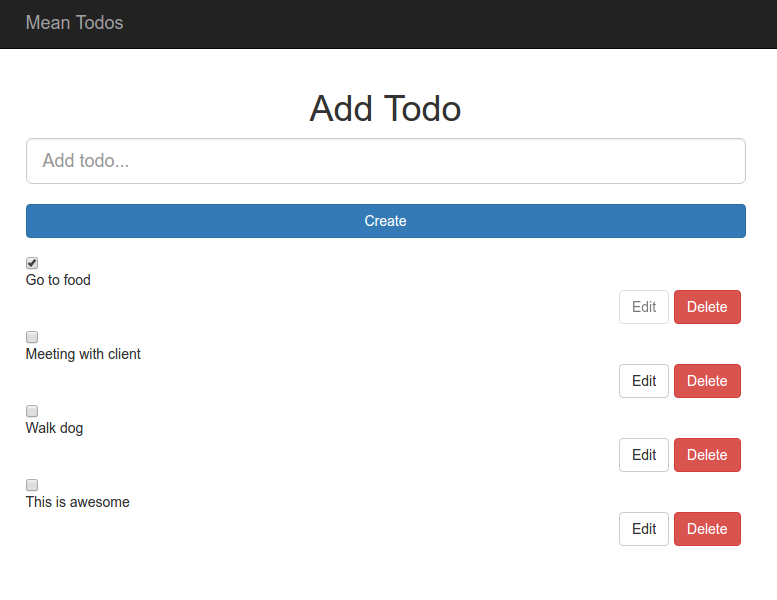 Mean Todos
Add Todo
Add todo...
Create
Go to food
Edit Delete
Meeting with client
Edit Delete
Walk dog
Edit Delete
This is awesome
Edit Delete